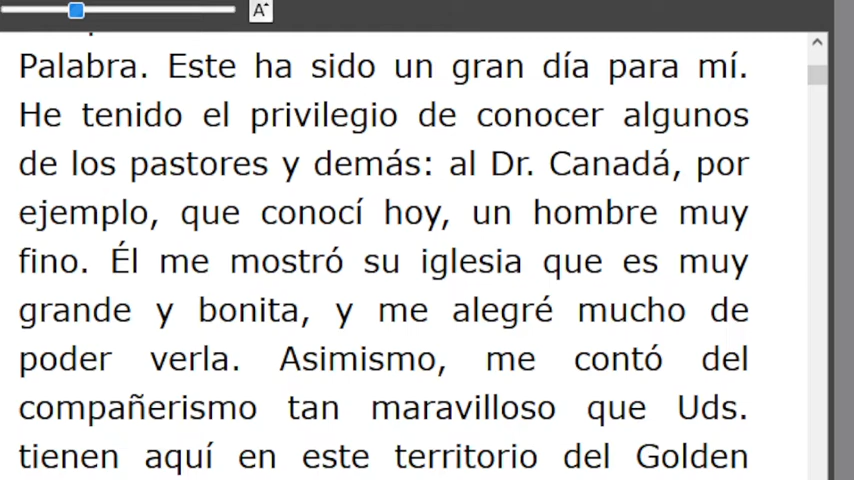 A
Palabra. Este ha sido un gran día para mí.
He tenido el privilegio de conocer algunos
de los pastores y demás: al Dr. Canadá, por
ejemplo, que conocí hoy, un hombre muy
fino. Él me mostró su iglesia que es muy
grande y bonita, y me alegré mucho de
poder verla. Asimismo, me contó del
compañerismo tan maravilloso que Uds.
tienen aquí en este territorio del Golden